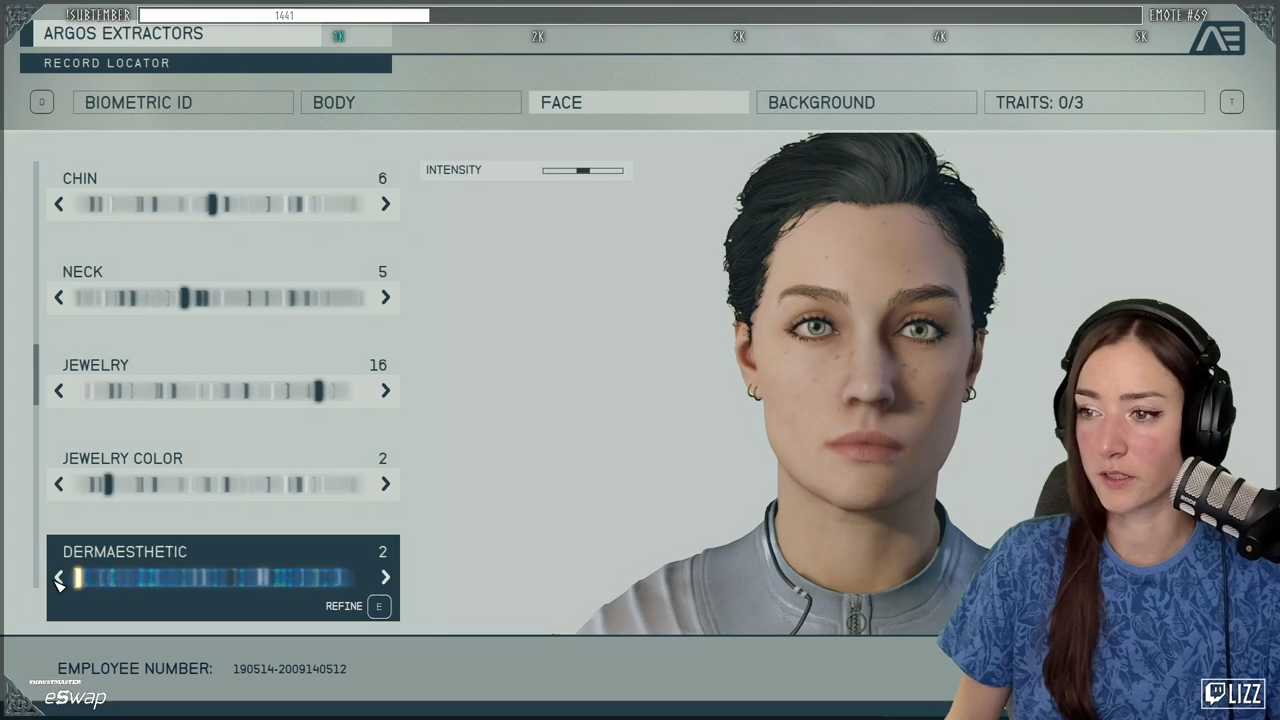 !SUBTEMBER 1441 EMOTE #69
1K 2K 3K 4K 5K
ARGOS EXTRACTORS
AE
RECORD LOCATOR
Q BIOMETRIC ID BODY FACE BACKGROUND TRAITS: 0/3 T
CHIN 6
INTENSITY
NECK 5
JEWELRY 16
JEWELRY COLOR 2
DERMAESTHETIC 2
REFINE E
EMPLOYEE NUMBER: 190514-2009140512
THRUSTMASTER
eSwap
LIZZ